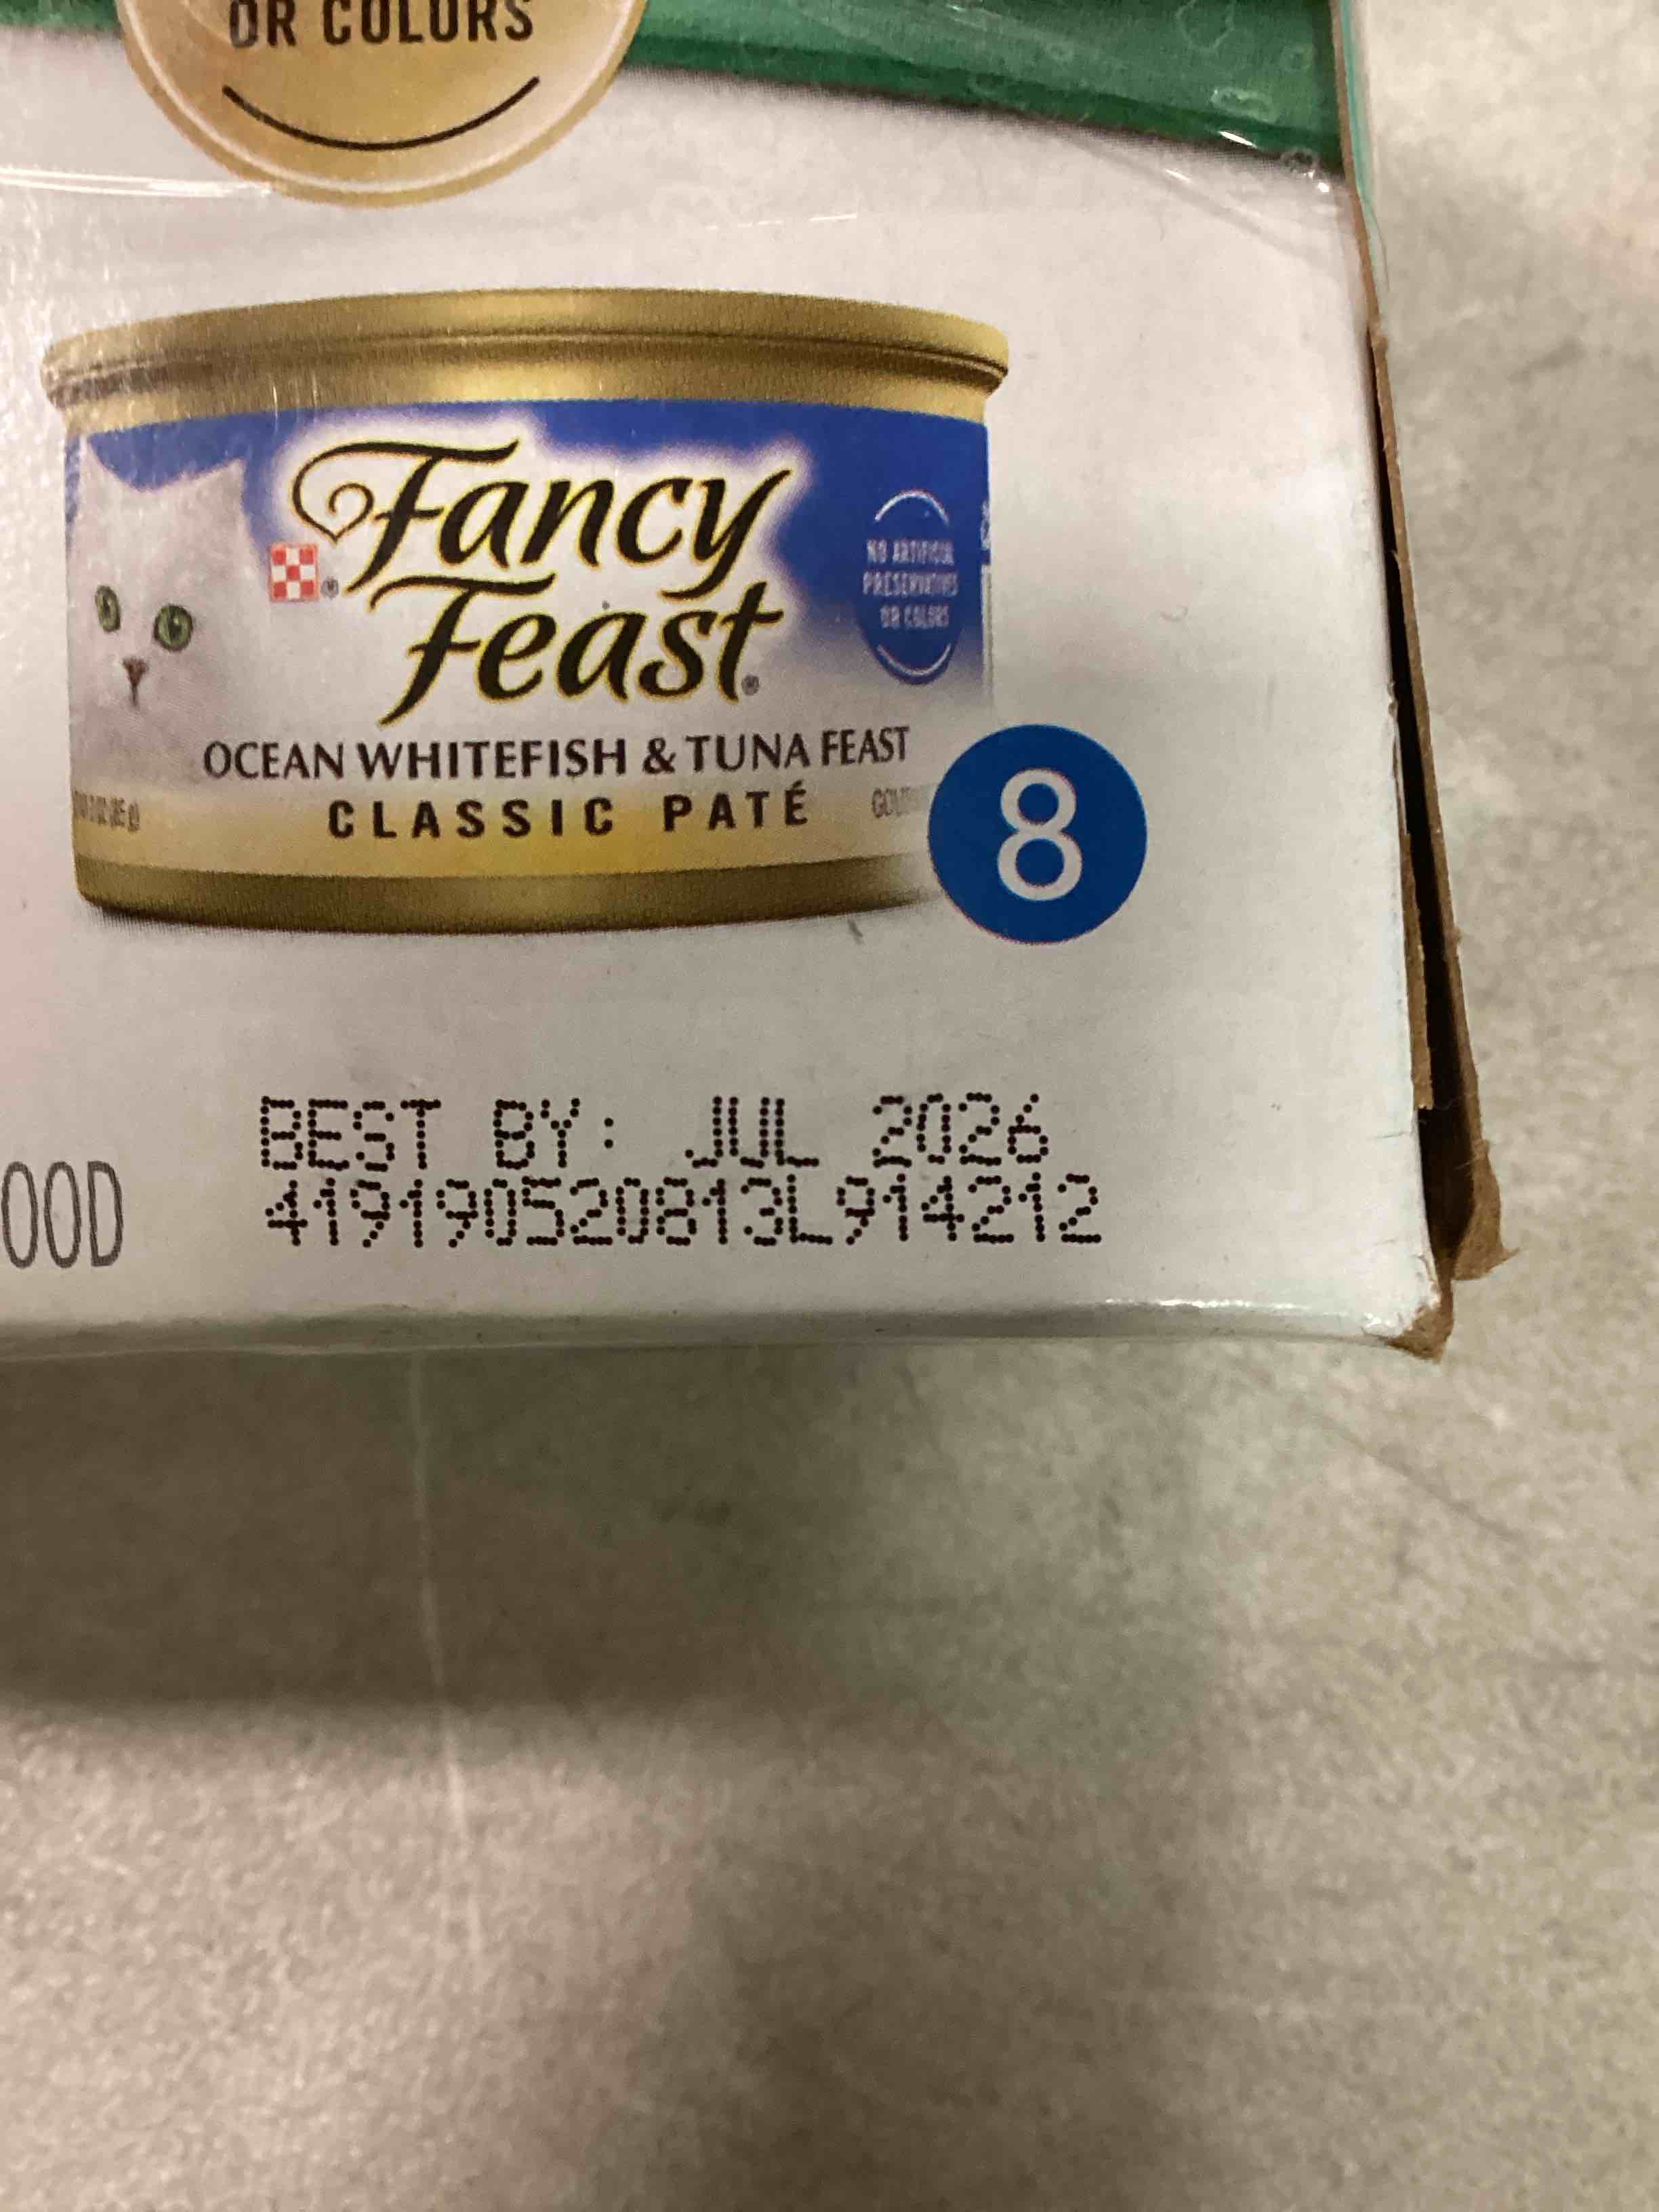 OR COLORS
Fancy
Feast®
NO ARTIFICIAL
PRESERVATIVES
OR COLORS
OCEAN WHITEFISH & TUNA FEAST
CLASSIC PATÉ
8
OOD
BEST BY: JUL 2026
419190520813L914212